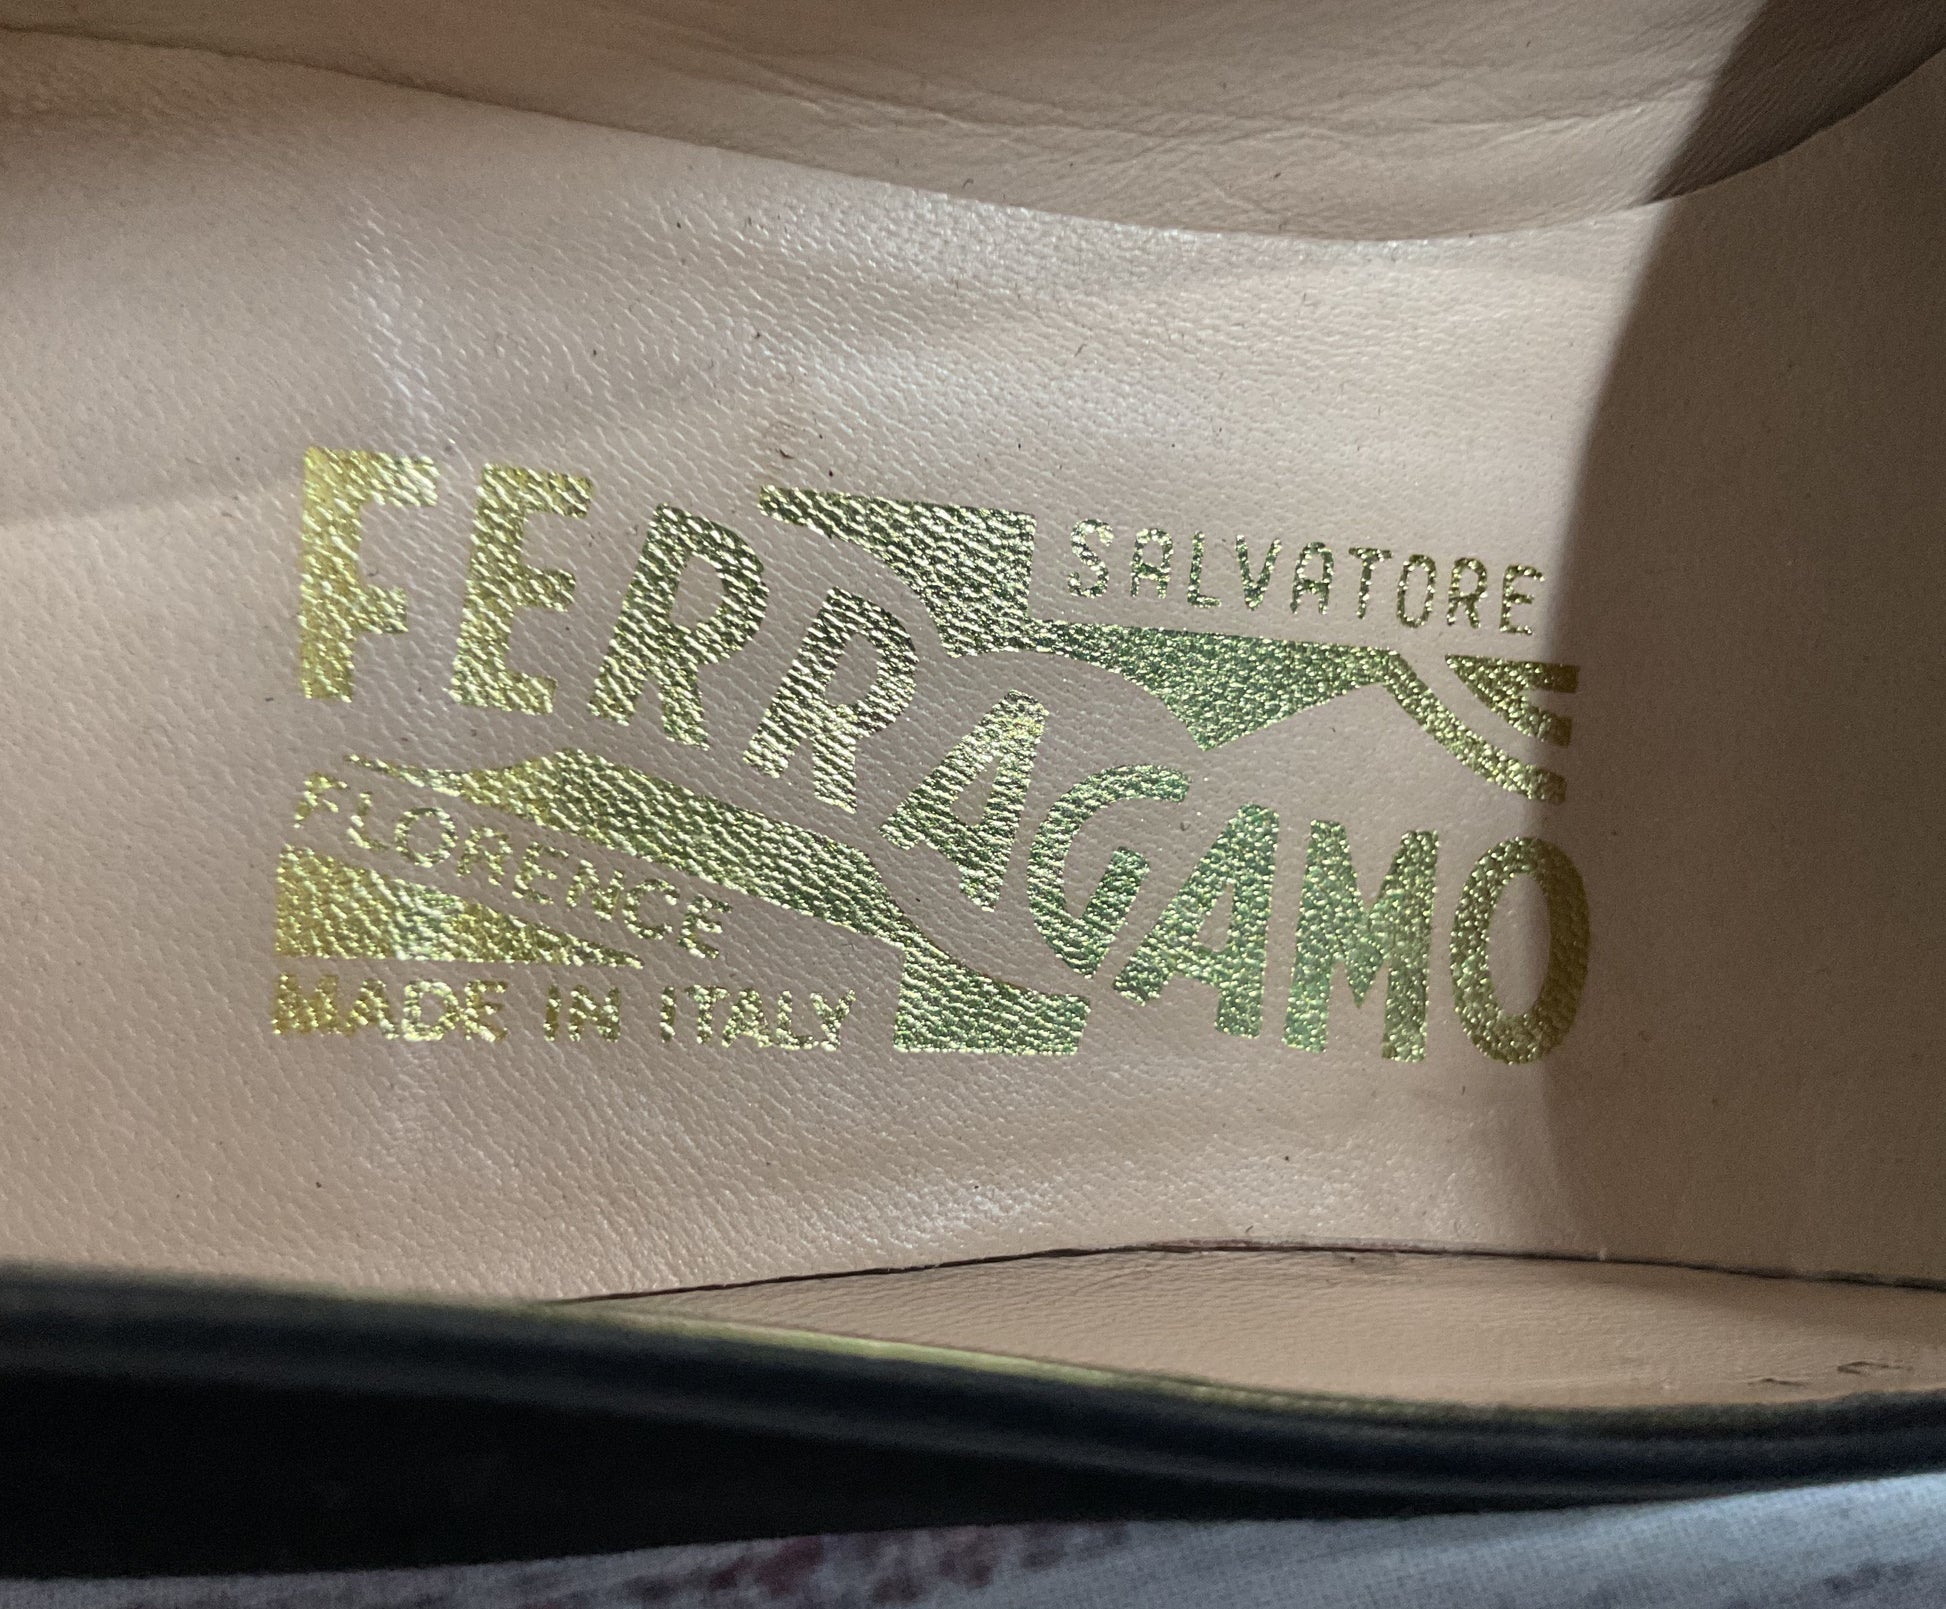 SALVATORE
FERRAGAMO
FLORENCE
MADE IN ITALY